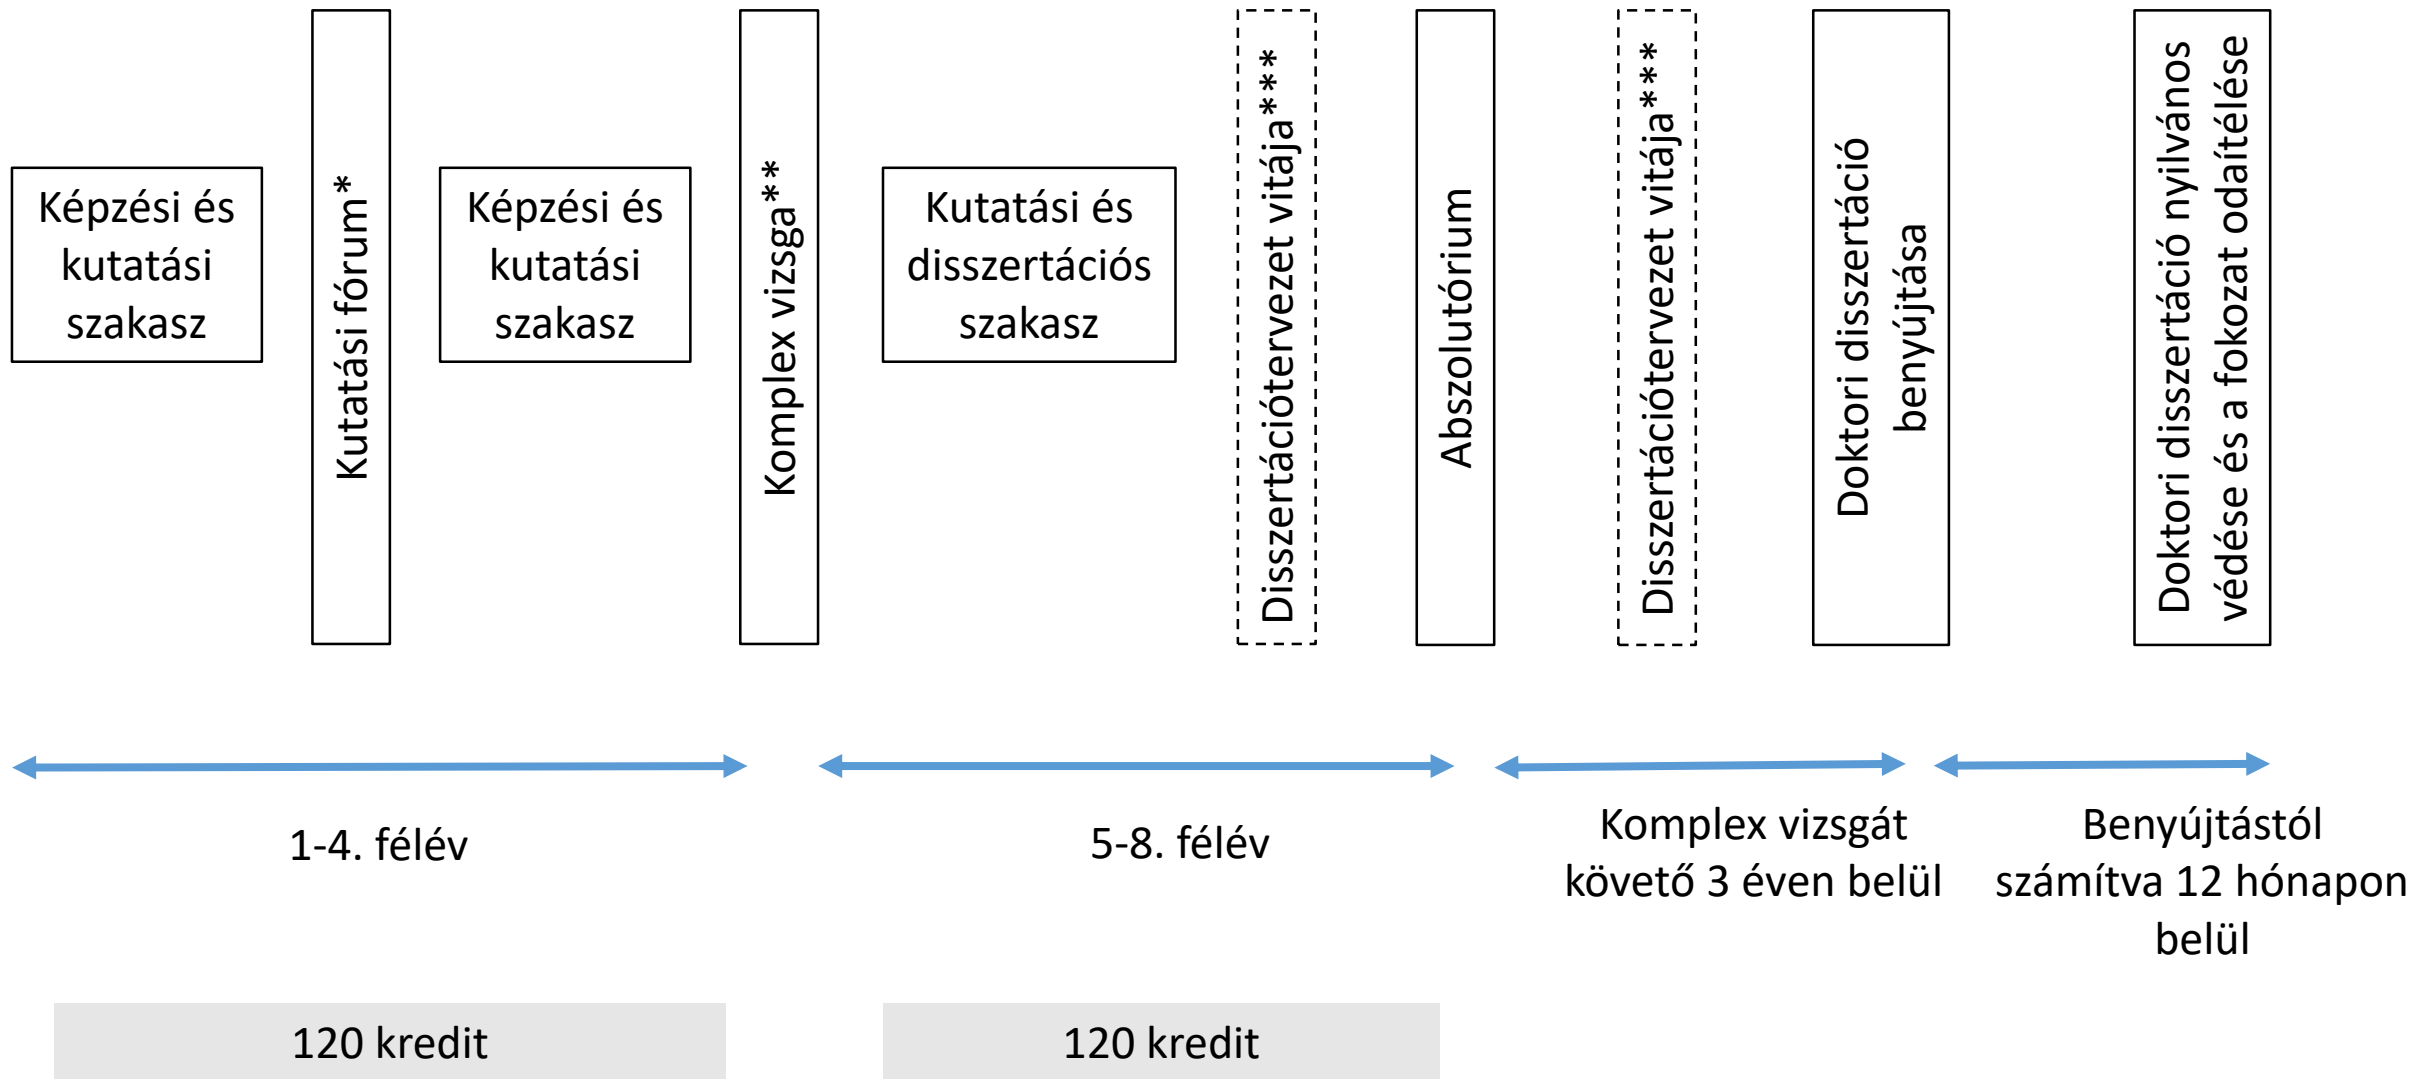 Képzési és
kutatási
szakasz
Kutatási fórum*
Képzési és
kutatási
szakasz
Komplex vizsga**
Kutatási és
disszertációs
szakasz
Disszertációtervezet vitája***
Abszolutórium
Disszertációtervezet vitája***
Doktori disszertáció
benyújtása
Doktori disszertáció nyilvános
védése és a fokozat odaítélése
1-4. félév
5-8. félév
Komplex vizsgát
követő 3 éven belül
Benyújtástól
számítva 12 hónapon
belül
120 kredit
120 kredit